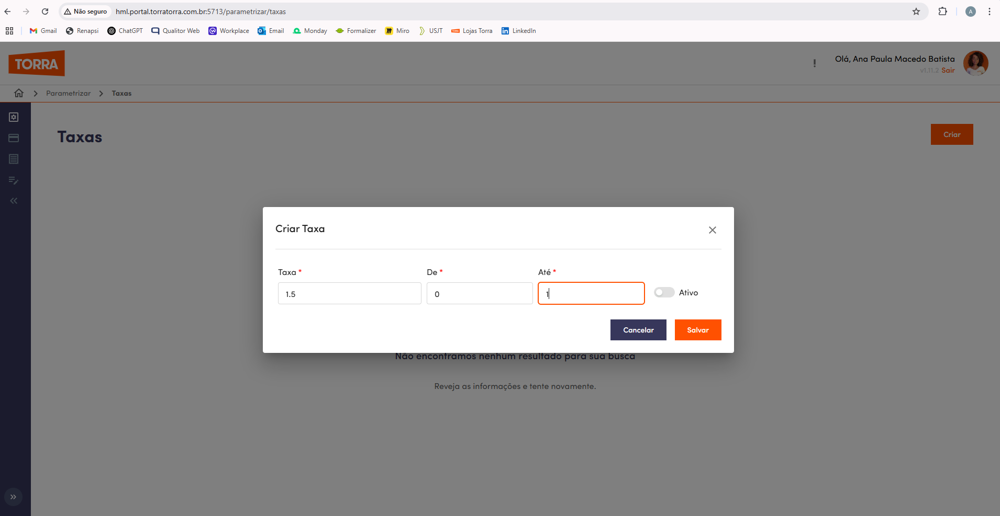 Não seguro
hml.portal.torratorra.com.br:5713/parametrizar/taxas
A
Gmail
Renapsi
ChatGPT
Qualitor Web
Workplace
Email
Monday
Formalizer
Miro
USJT
Lojas Torra
LinkedIn
TORRA
Olá, Ana Paula Macedo Batista
v1.11.2 Sair
Parametrizar
Taxas
Taxas
Criar
Criar Taxa
Taxa *
De *
Até *
1.5
0
1
Ativo
Cancelar
Salvar
Não encontramos nenhum resultado para sua busca
Reveja as informações e tente novamente.